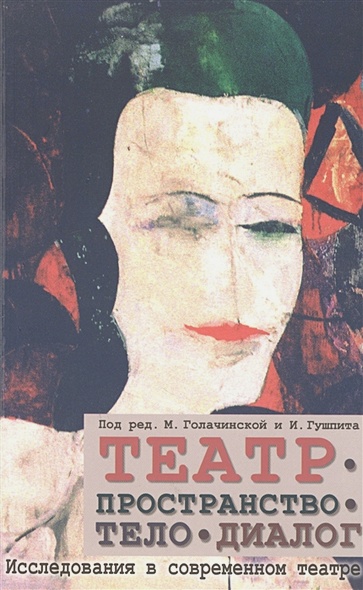 Под ред. М. Голачинской и И. Гушпита
ТЕАТР•
ПРОСТРАНСТВО•
ТЕЛО•ДИАЛОГ
Исследования в современном театре